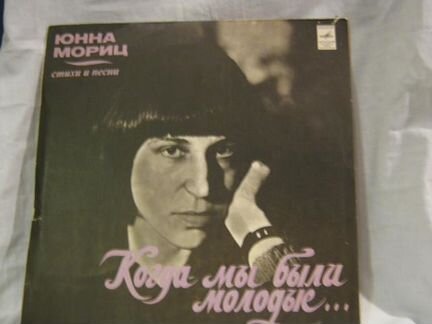 ЮННА
МОРИЦ
стихи и песни
Когда мы были
молодые...